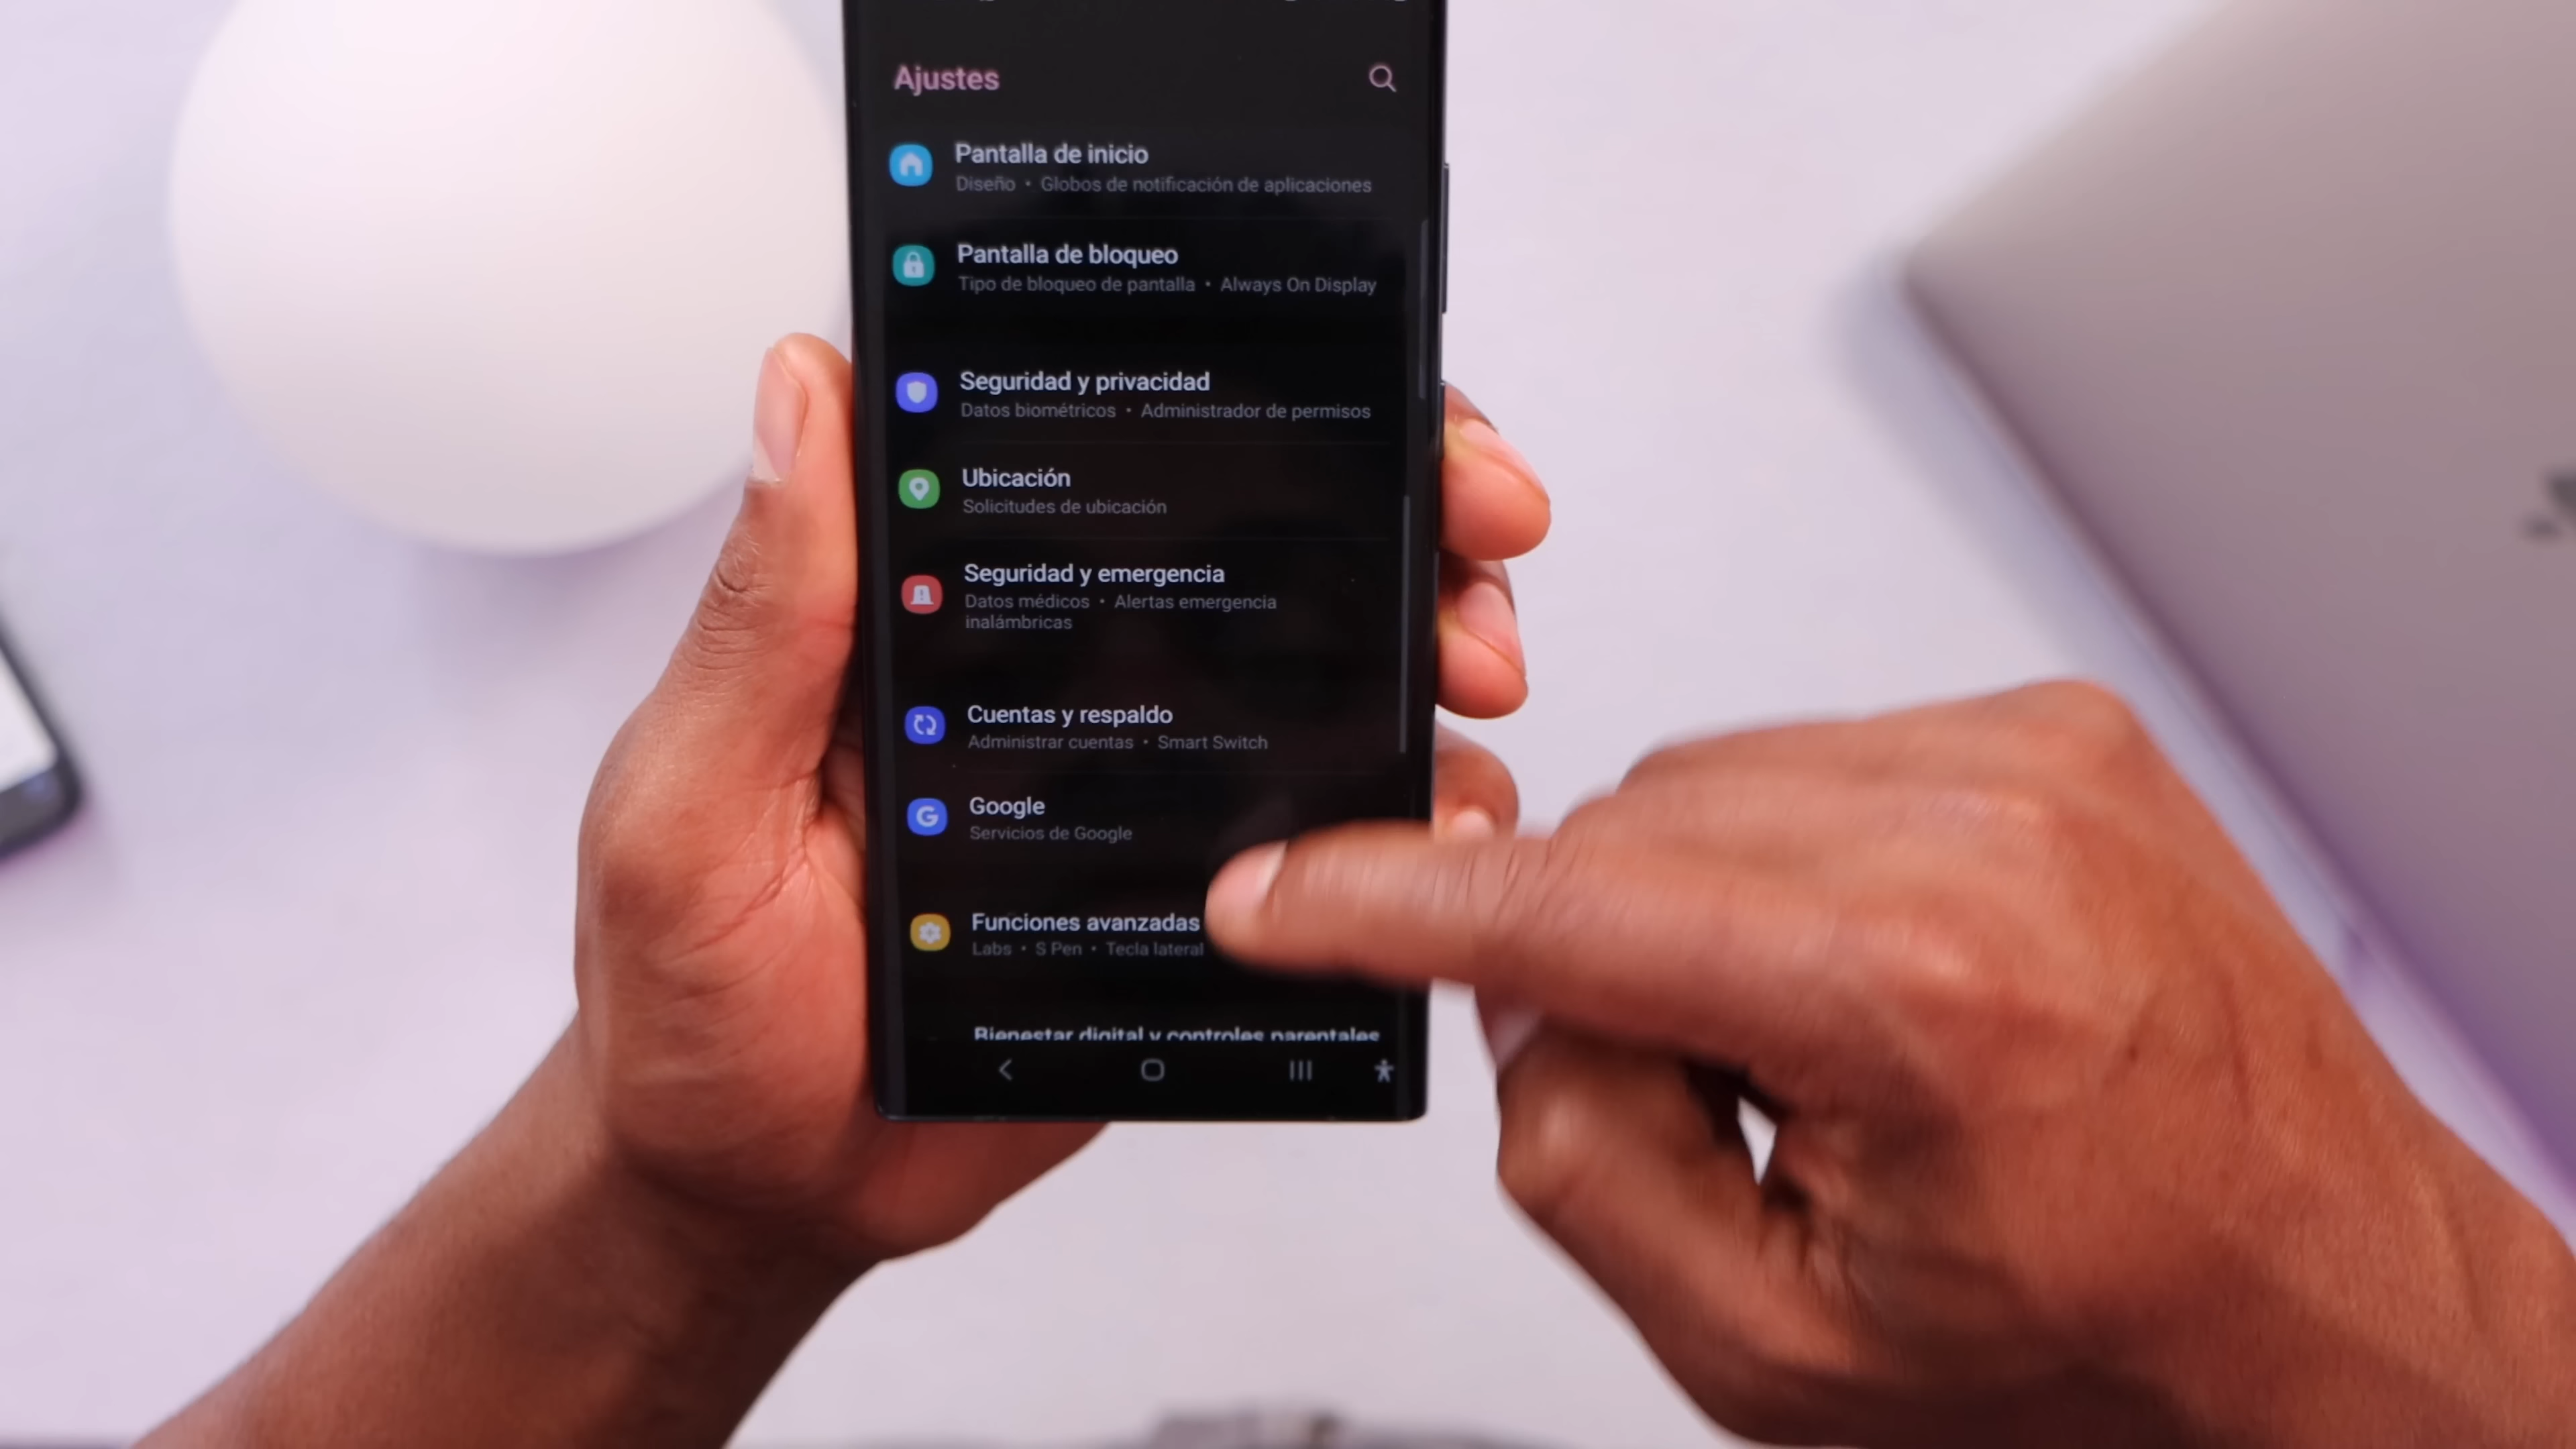 Ajustes
Pantalla de inicio
Diseño • Globos de notificación de aplicaciones
Pantalla de bloqueo
Tipo de bloqueo de pantalla • Always On Display
Seguridad y privacidad
Datos biométricos • Administrador de permisos
Ubicación
Solicitudes de ubicación
Seguridad y emergencia
Datos médicos • Alertas emergencia
inalámbricas
Cuentas y respaldo
Administrar cuentas • Smart Switch
Google
Servicios de Google
Funciones avanzadas
Labs • S Pen • Tecla lateral
Bienestar digital y controles parentales